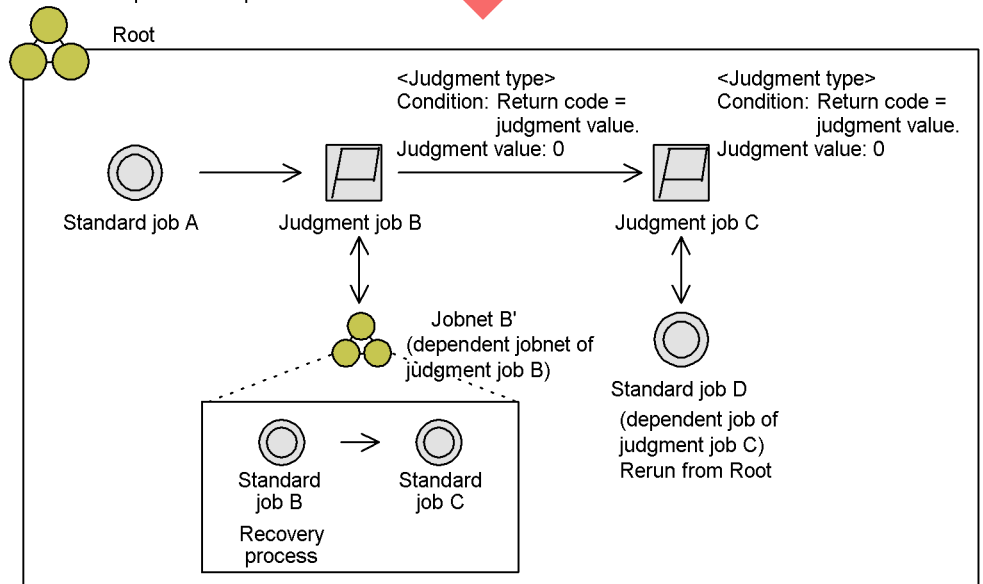 Root
<Judgment type>
Condition: Return code =
judgment value.
Judgment value: 0
<Judgment type>
Condition: Return code =
judgment value.
Judgment value: 0
Standard job A
Judgment job B
Judgment job C
Jobnet B'
(dependent jobnet of
judgment job B)
Standard job D
(dependent job of
judgment job C)
Rerun from Root
Standard
job B
Standard
job C
Recovery
process